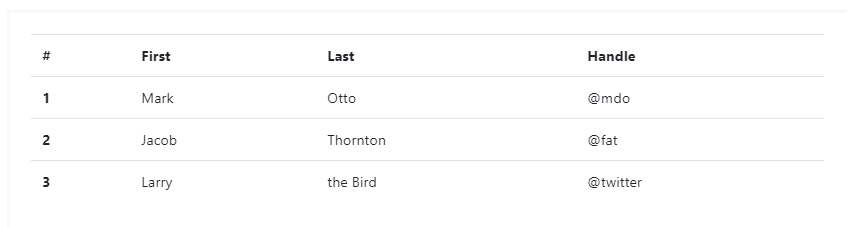 # First Last Handle
1 Mark Otto @mdo
2 Jacob Thornton @fat
3 Larry the Bird @twitter